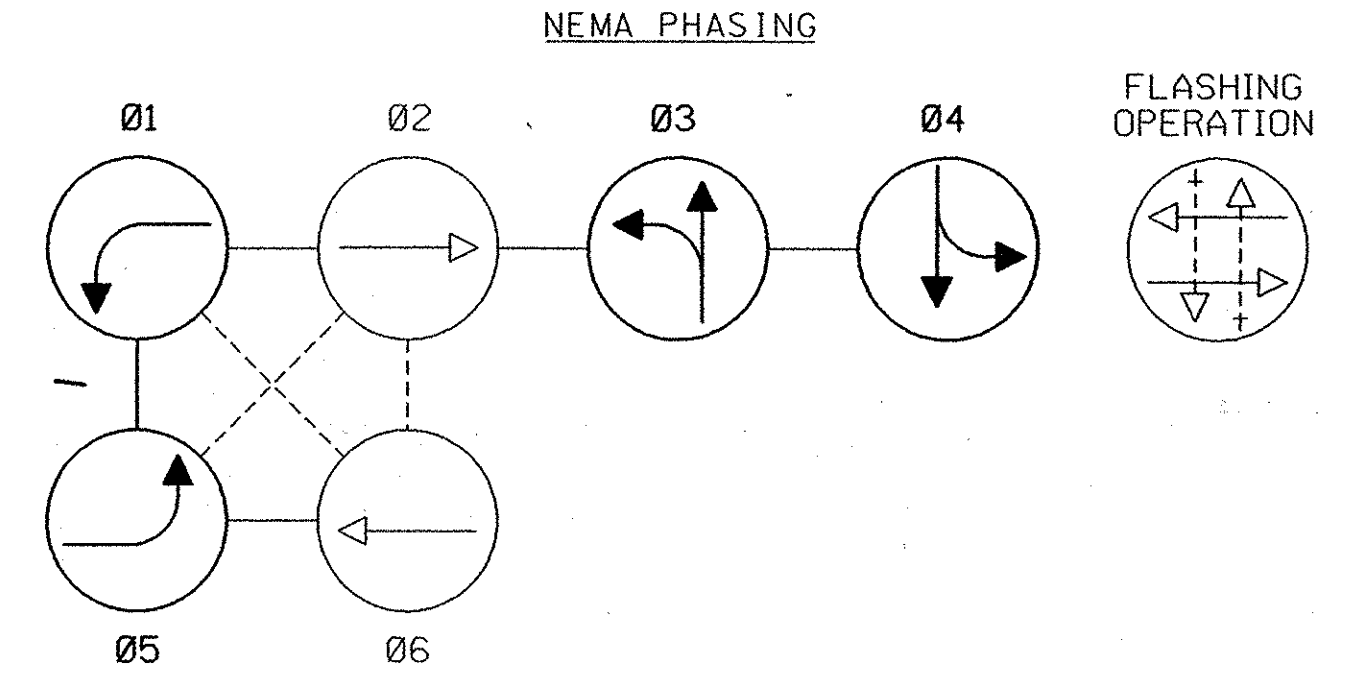 NEMA PHASING
Ø1
Ø2
Ø3
Ø4
FLASHING
OPERATION
Ø5
Ø6